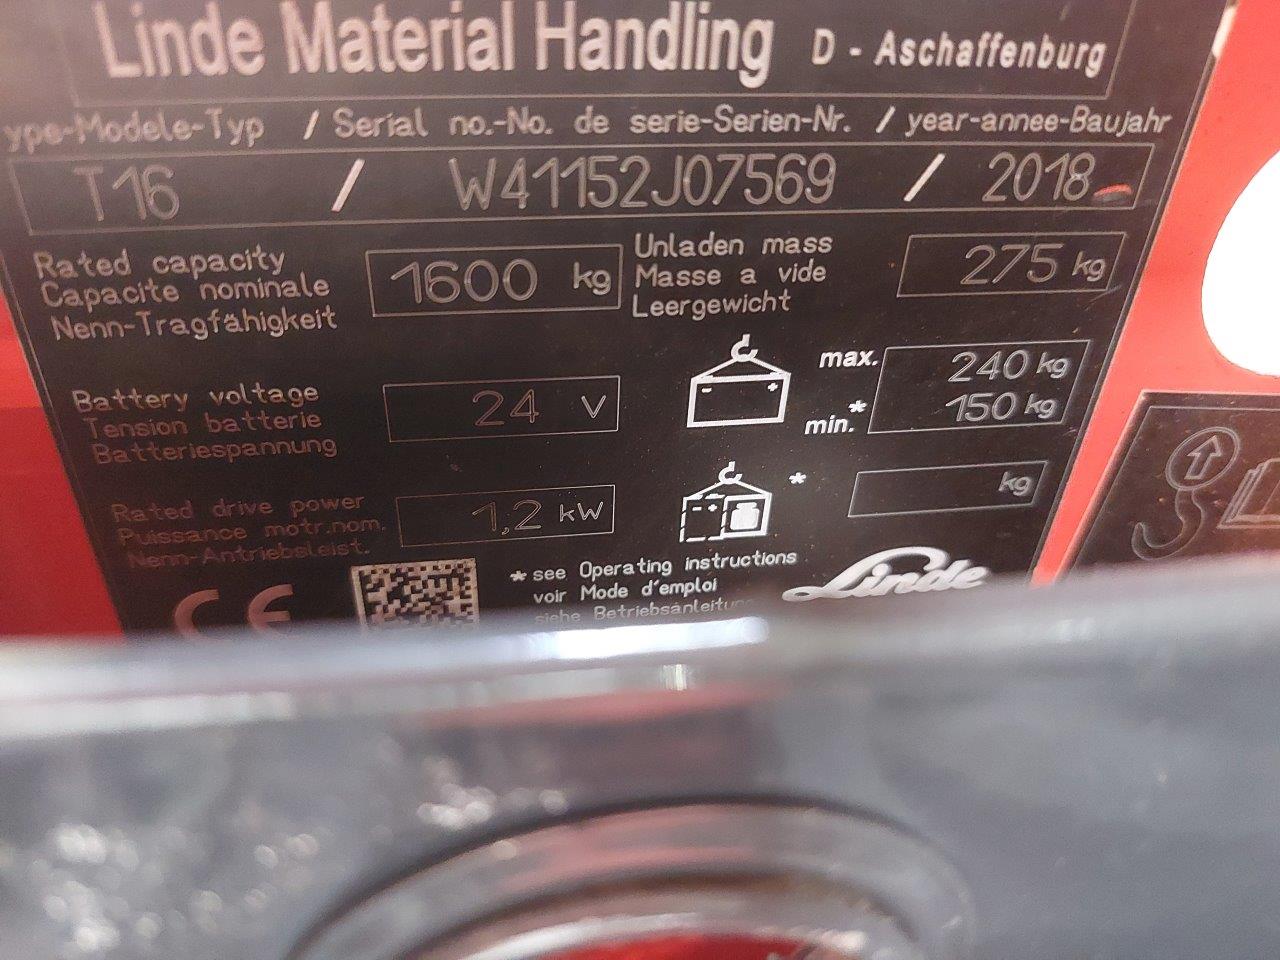 Linde Material Handling D - Aschaffenburg
ype-Modele-Typ / Serial no.-No. de serie-Serien-Nr. / year-annee-Baujahr
T16 / W41152J07569 / 2018
Rated capacity
Capacite nominale
Nenn-Tragfähigkeit
1600 kg
Unladen mass
Masse a vide
Leergewicht
275 kg
Battery voltage
Tension batterie
Batteriespannung
24 V
- +
max. 240 kg
min.* 150 kg
Rated drive power
Puissance motr.nom.
Nenn-Antriebsleist.
1,2 kW
- +
* kg
CE
* see Operating instructions
voir Mode d'emploi
siehe Betriebsanleitung
Linde